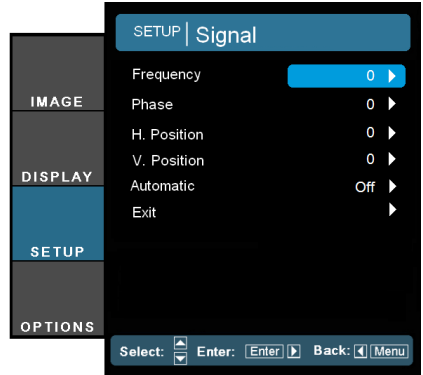 SETUP | Signal
IMAGE
DISPLAY
SETUP
OPTIONS
Frequency 0
Phase 0
H. Position 0
V. Position 0
Automatic Off
Exit
Select: Enter: Enter Back: Menu